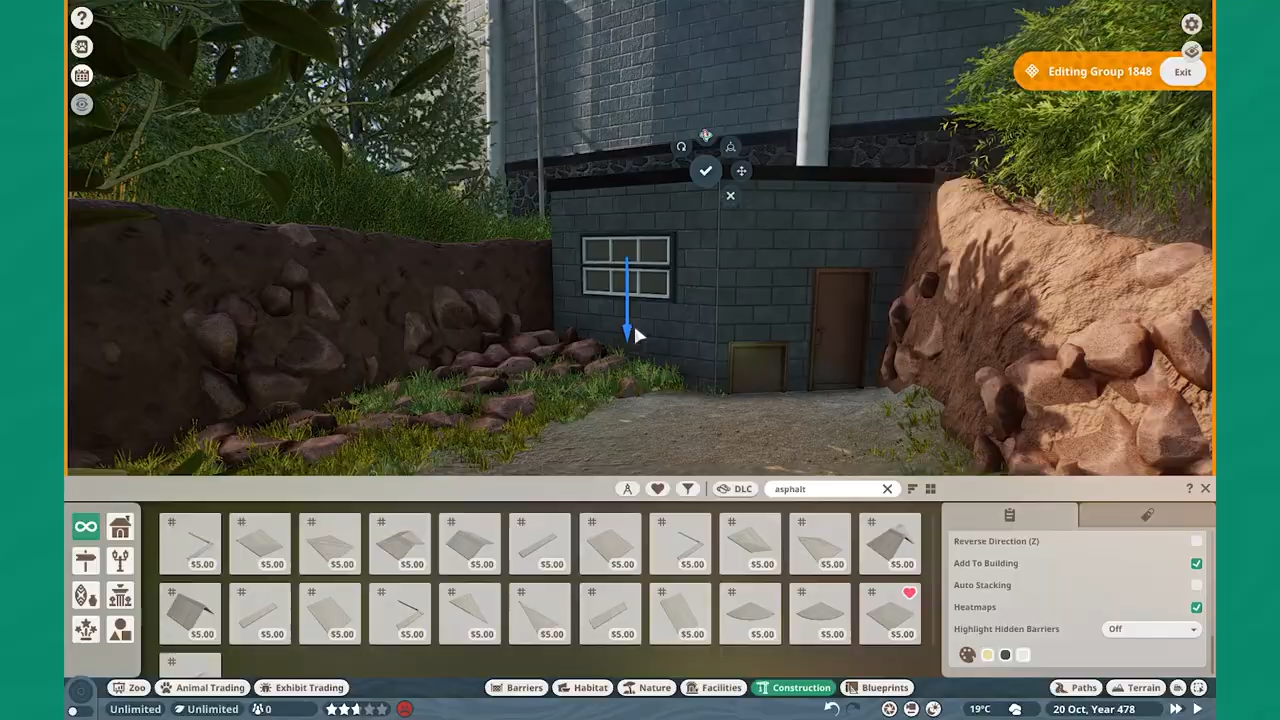 ?
Editing Group 1848 Exit
DLC asphalt
?
$5.00 $5.00 $5.00 $5.00 $5.00 $5.00 $5.00 $5.00 $5.00 $5.00 $5.00
$5.00 $5.00 $5.00 $5.00 $5.00 $5.00 $5.00 $5.00 $5.00 $5.00 $5.00
Reverse Direction (Z)
Add To Building
Auto Stacking
Heatmaps
Highlight Hidden Barriers Off
Zoo Animal Trading Exhibit Trading Barriers Habitat Nature Facilities Construction Blueprints Paths Terrain
Unlimited Unlimited 0 19°C 20 Oct, Year 478